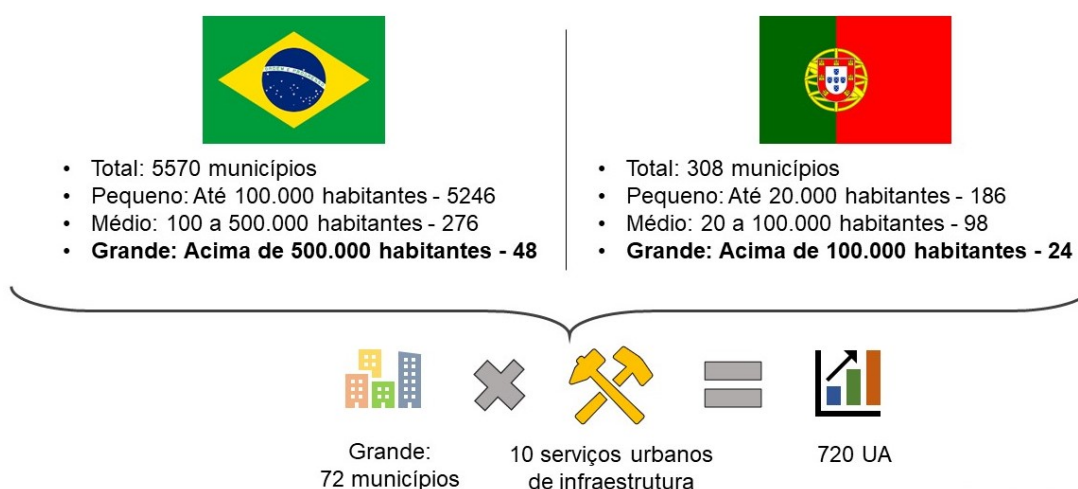 • Total: 5570 municípios
• Pequeno: Até 100.000 habitantes - 5246
• Médio: 100 a 500.000 habitantes - 276
• Grande: Acima de 500.000 habitantes - 48
• Total: 308 municípios
• Pequeno: Até 20.000 habitantes - 186
• Médio: 20 a 100.000 habitantes - 98
• Grande: Acima de 100.000 habitantes - 24
Grande:
72 municípios
10 serviços urbanos
de infraestrutura
720 UA